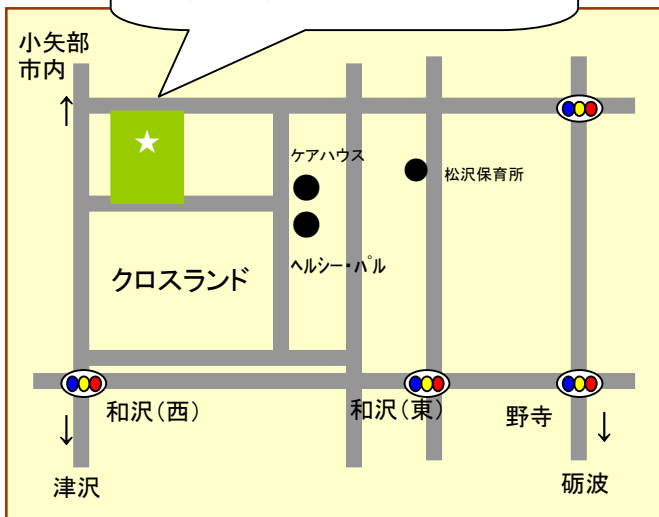 小矢部
市内
↑
ケアハウス
松沢保育所
ヘルシー・パル
クロスランド
和沢(西)
和沢(東)
野寺
↓
↓
津沢
砺波